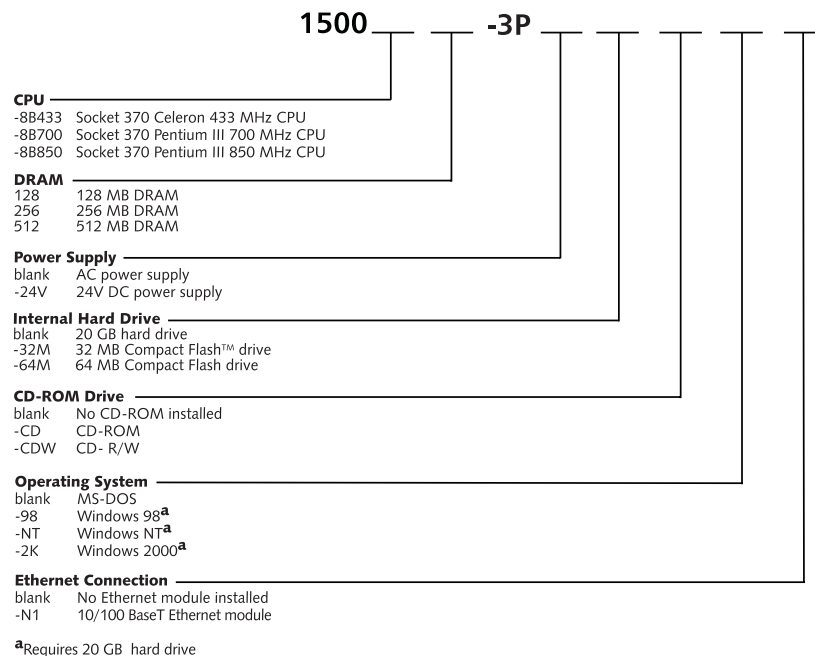 1500 -3P
CPU
-8B433 Socket 370 Celeron 433 MHz CPU
-8B700 Socket 370 Pentium III 700 MHz CPU
-8B850 Socket 370 Pentium III 850 MHz CPU
DRAM
128 128 MB DRAM
256 256 MB DRAM
512 512 MB DRAM
Power Supply
blank AC power supply
-24V 24V DC power supply
Internal Hard Drive
blank 20 GB hard drive
-32M 32 MB Compact Flash™ drive
-64M 64 MB Compact Flash drive
CD-ROM Drive
blank No CD-ROM installed
-CD CD-ROM
-CDW CD- R/W
Operating System
blank MS-DOS
-98 Windows 98a
-NT Windows NTa
-2K Windows 2000a
Ethernet Connection
blank No Ethernet module installed
-N1 10/100 BaseT Ethernet module
aRequires 20 GB hard drive